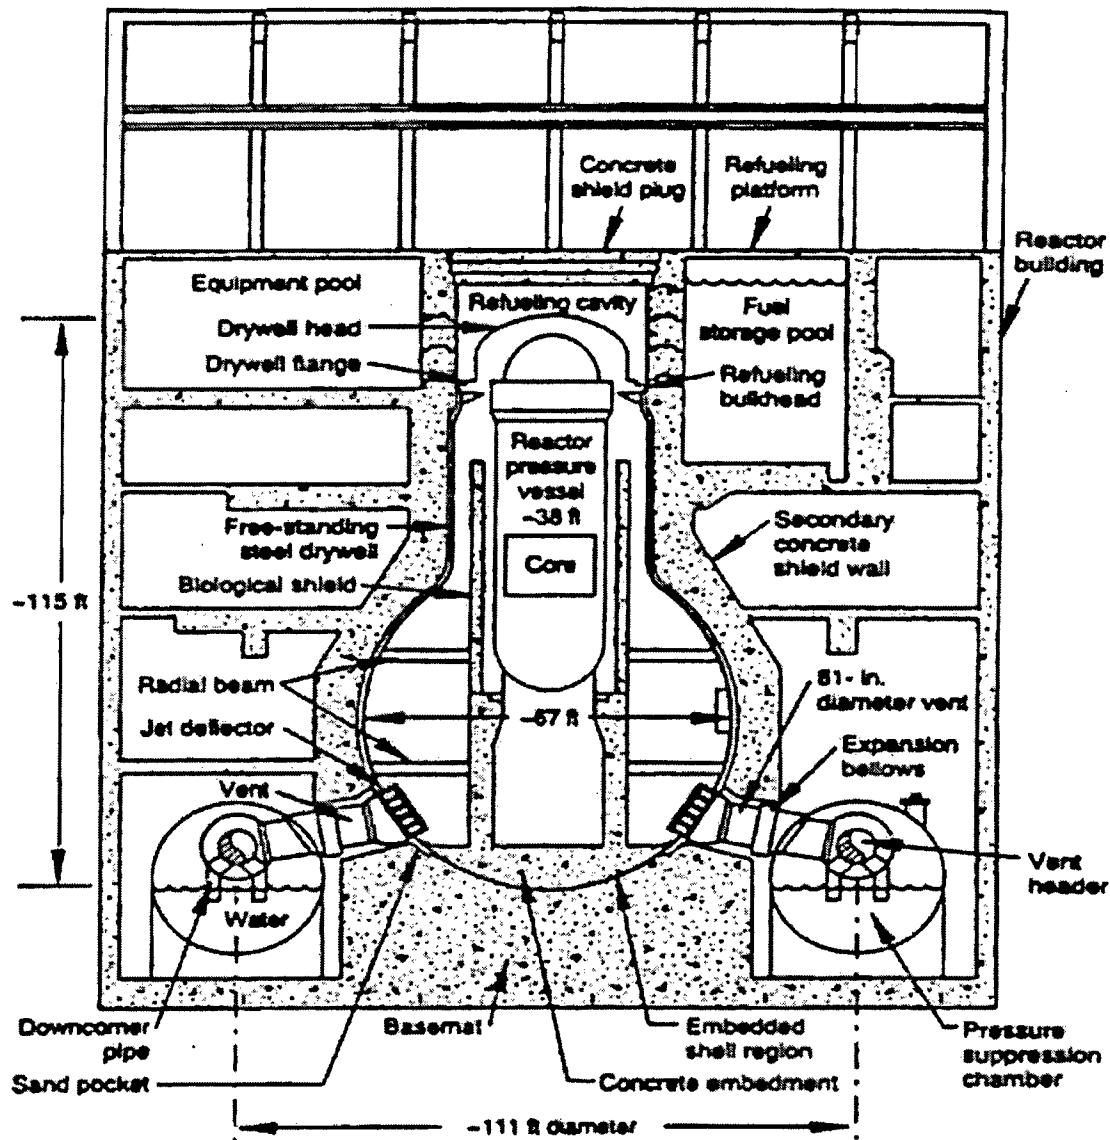 Concrete
shield plug
Refueling
platform
Reactor
building
Equipment pool
Refueling cavity
Fuel
storage pool
Drywell head
Drywell flange
Refueling
bulkhead
Reactor
pressure
vessel
~38 ft
Core
Free-standing
steel drywell
Biological shield
Secondary
concrete
shield wall
~115 ft
Radial beam
Jet deflector
Vent
81- in.
diameter vent
Expansion
bellows
Water
Vent
header
Downcomer
pipe
Sand pocket
Basemat
Embedded
shell region
Concrete embedment
Pressure
suppression
chamber
~111 ft diameter